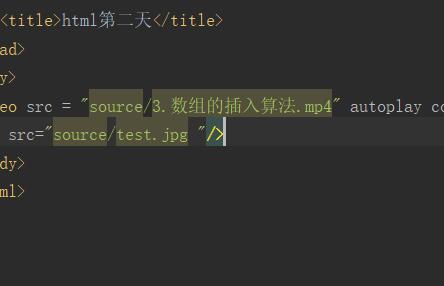 <title>html第二天</title>
ad>
y>
eo src = "source/3.数组的插入算法.mp4" autoplay co
src="source/test.jpg "/>
dy>
ml>